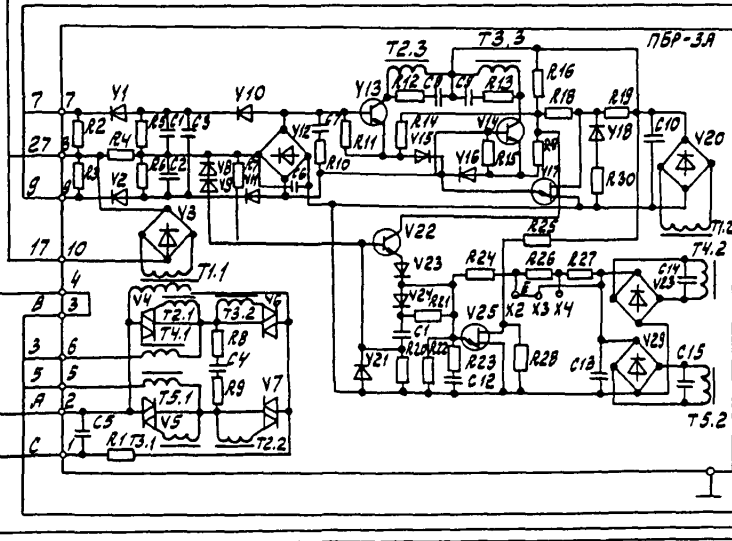 ПБР-3А
Т2.3
Т3,3
V13
R12
C8
C9
R13
R16
7
7
V1
V10
R2
R5
C1
C3
C7
V12
R14
V14
R18
R19
V18
C10
V20
27
8
R4
R11
V15
R3
R6
C2
V8
V9
R10
V16
R15
V17
9
9
V2
C6
R30
V3
17
10
Т1.1
V22
R25
Т1.2
Т4.2
4
V23
R24
R26
R27
C14
V23
В
3
V4
Т2.1
Т4.1
Т3.2
V6
V24
R21
X2
Б
X3
X4
R8
C1
V25
V29
3
6
C4
V21
R20
R22
R23
R28
C13
C15
5
5
R9
V7
C12
А
2
Т5.1
V5
Т5.2
C5
С
1
R1
Т3.1
Т2.2